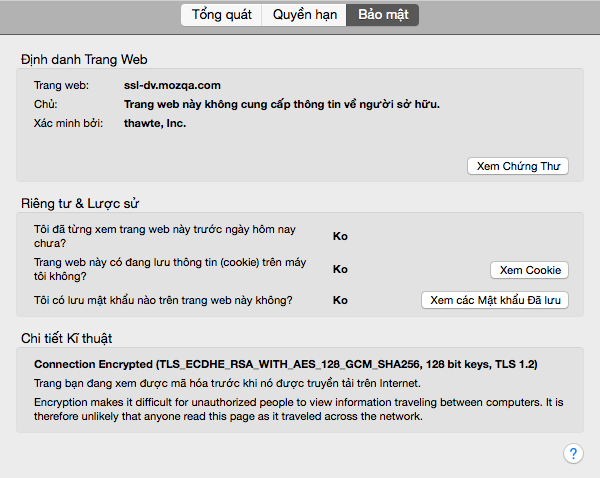 Tổng quát Quyền hạn Bảo mật
Định danh Trang Web
Trang web: ssl-dv.mozqa.com
Chủ: Trang web này không cung cấp thông tin về người sở hữu.
Xác minh bởi: thawte, Inc.
Xem Chứng Thư
Riêng tư & Lược sử
Tôi đã từng xem trang web này trước ngày hôm nay
chưa? Ko
Trang web này có đang lưu thông tin (cookie) trên máy
tôi không? Ko Xem Cookie
Tôi có lưu mật khẩu nào trên trang web này không? Ko Xem các Mật khẩu Đã lưu
Chi tiết Kĩ thuật
Connection Encrypted (TLS_ECDHE_RSA_WITH_AES_128_GCM_SHA256, 128 bit keys, TLS 1.2)
Trang bạn đang xem được mã hóa trước khi nó được truyền tải trên Internet.
Encryption makes it difficult for unauthorized people to view information traveling between computers. It is
therefore unlikely that anyone read this page as it traveled across the network.
?